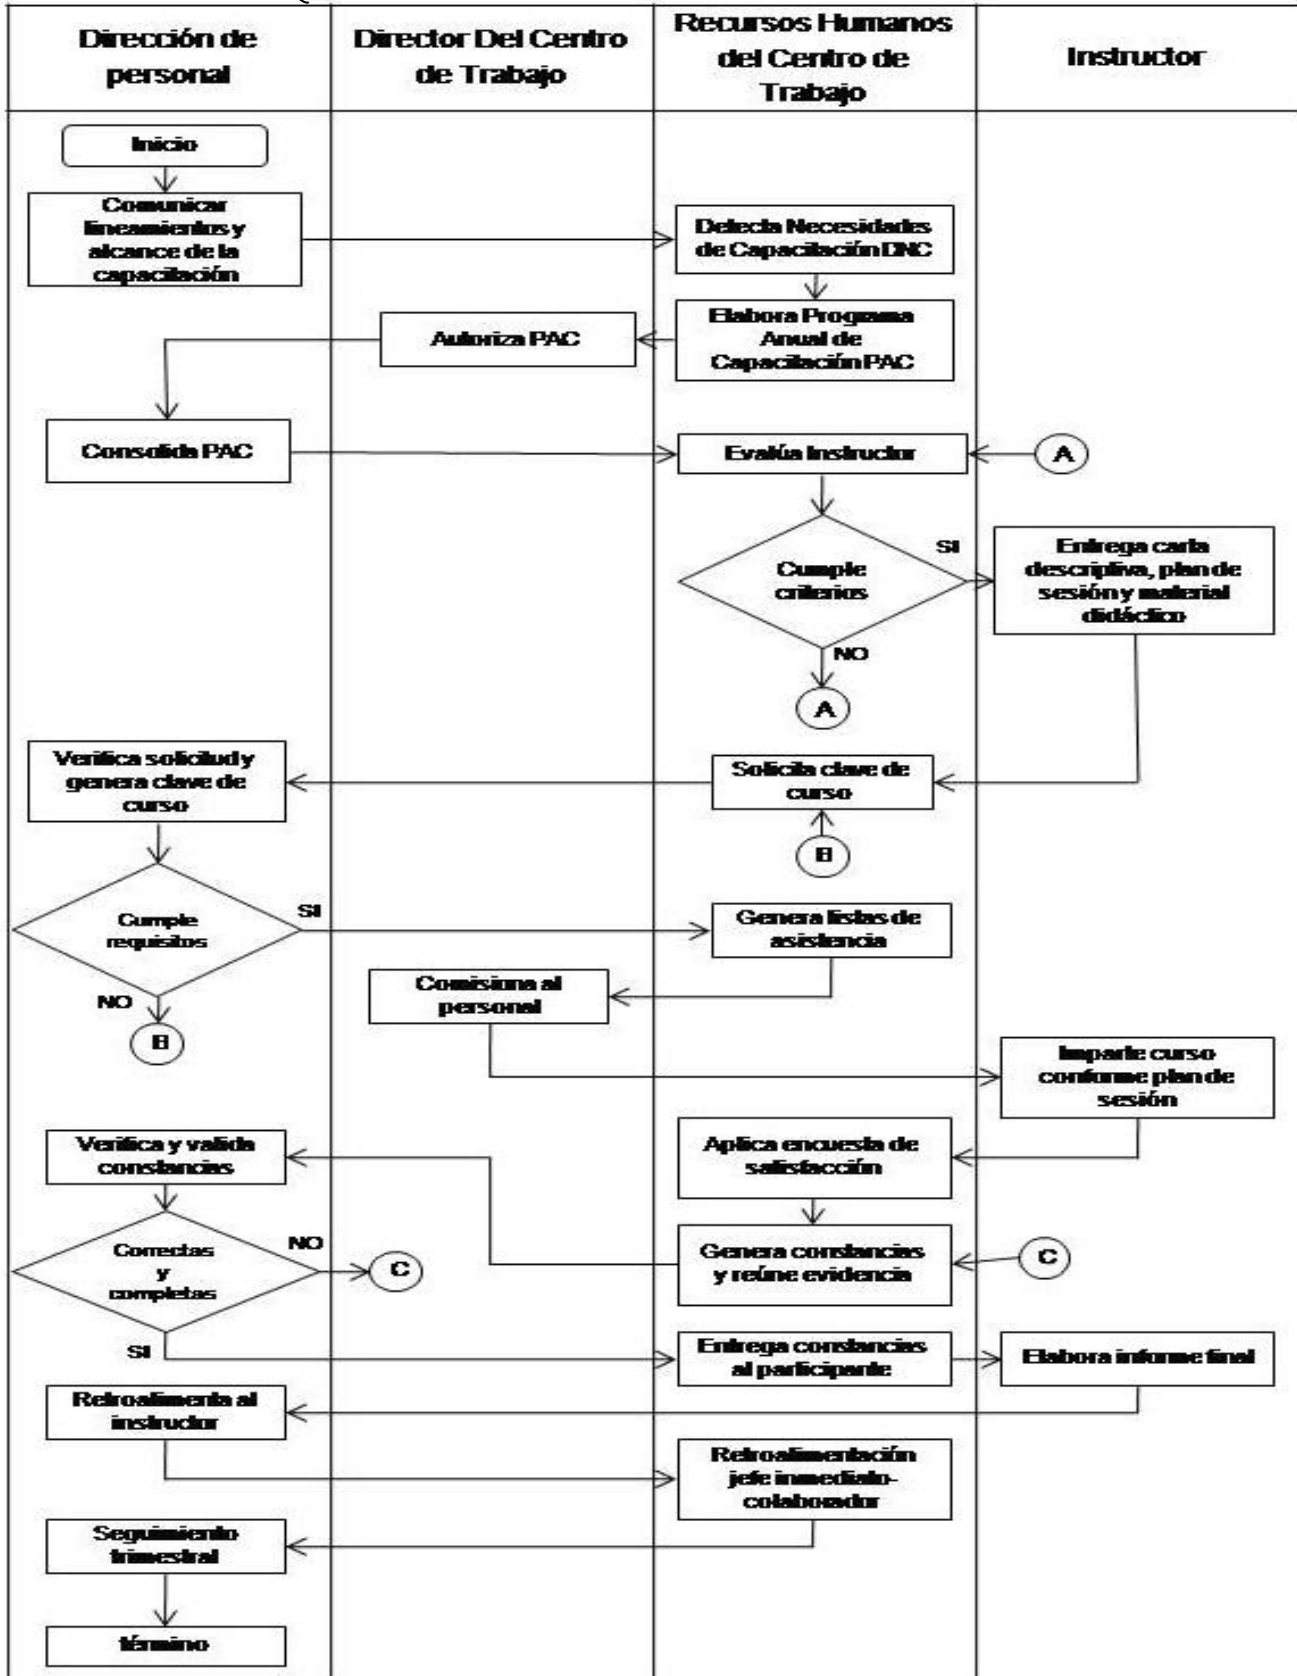 Dirección de
personal
Director Del Centro
de Trabajo
Recursos Humanos
del Centro de
Trabajo
Instructor
Inicio
Comunicar
lineamientos y
alcance de la
capacitación
Detecta Necesidades
de Capacitación DNC
Elabora Programa
Anual de
Capacitación PAC
Autoriza PAC
Consolida PAC
Evalúa Instructor
A
Cumple
criterios
SI
Entrega carta
descriptiva, plan de
sesión y material
didáctico
NO
A
Solicita clave de
curso
Verifica solicitud y
genera clave de
curso
B
Cumple
requisitos
SI
Genera listas de
asistencia
NO
B
Comisiona al
personal
Imparte curso
conforme plan de
sesión
Aplica encuesta de
satisfacción
Verifica y valida
constancias
Genera constancias
y reúne evidencia
C
Correctas
y
completas
NO
C
SI
Entrega constancias
al participante
Elabora informe final
Retroalimenta al
instructor
Retroalimentación
jefe inmediato-
colaborador
Seguimiento
trimestral
término